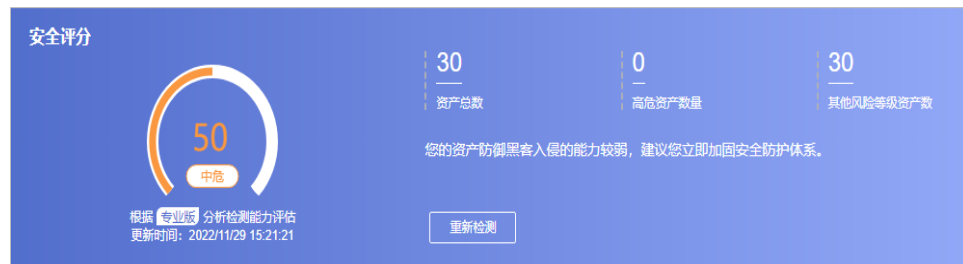 安全评分
50
中危
根据 专业版 分析检测能力评估
更新时间：2022/11/29 15:21:21
30
资产总数
0
高危资产数量
30
其他风险等级资产数
您的资产防御黑客入侵的能力较弱，建议您立即加固安全防护体系。
重新检测